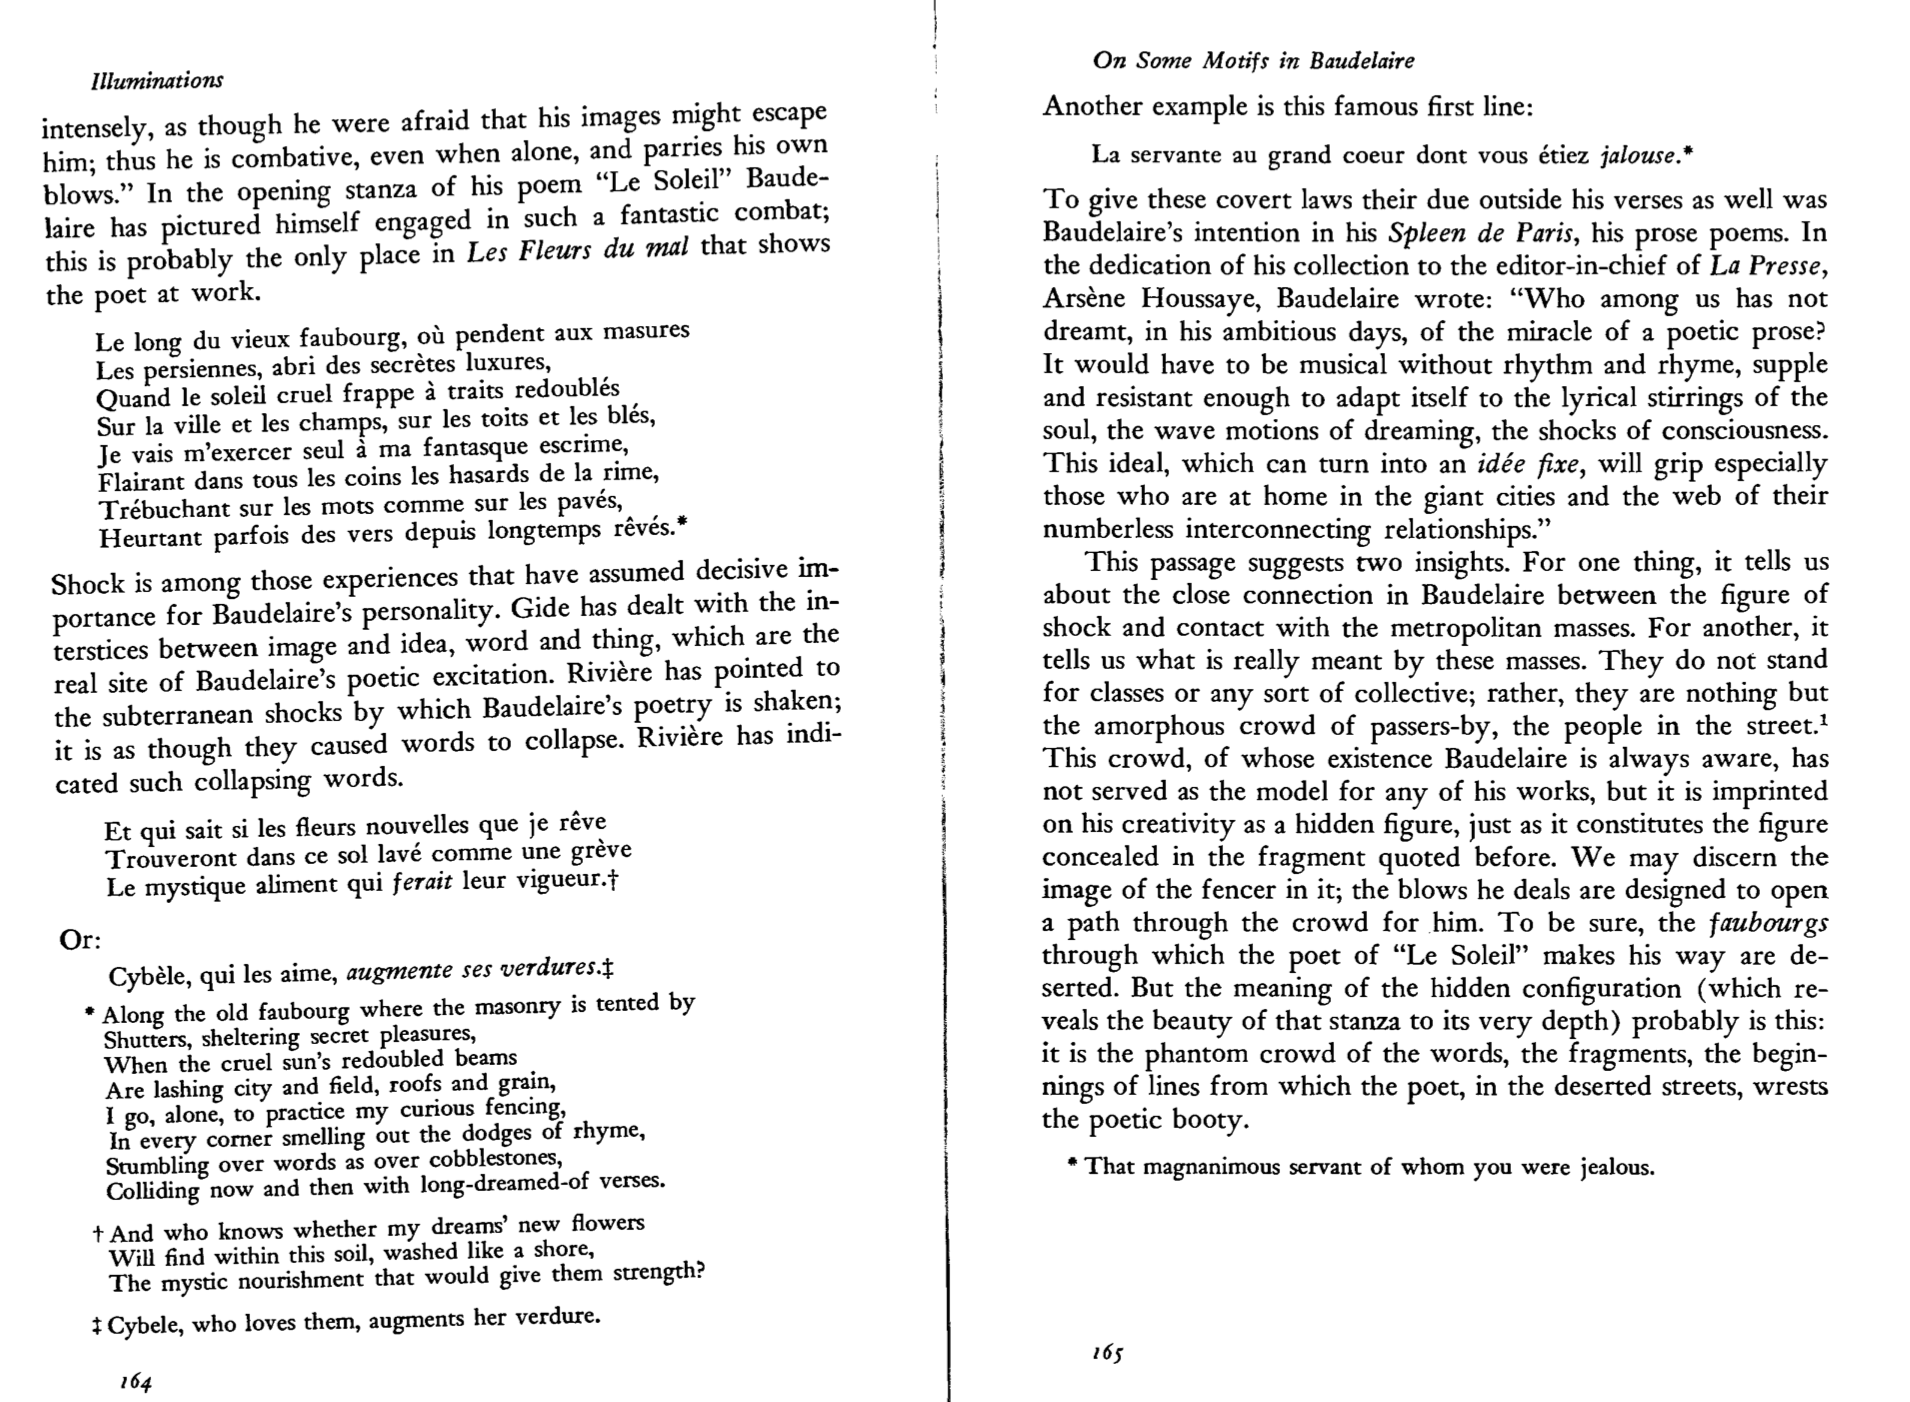 Illuminations
intensely, as though he were afraid that his images might escape
him; thus he is combative, even when alone, and parries his own
blows.” In the opening stanza of his poem “Le Soleil” Baude-
laire has pictured himself engaged in such a fantastic combat;
this is probably the only place in Les Fleurs du mal that shows
the poet at work.
Le long du vieux faubourg, où pendent aux masures
Les persiennes, abri des secrètes luxures,
Quand le soleil cruel frappe à traits redoublés
Sur la ville et les champs, sur les toits et les blés,
Je vais m’exercer seul à ma fantasque escrime,
Flairant dans tous les coins les hasards de la rime,
Trébuchant sur les mots comme sur les pavés,
Heurtant parfois des vers depuis longtemps rêvés.*
Shock is among those experiences that have assumed decisive im-
portance for Baudelaire’s personality. Gide has dealt with the in-
terstices between image and idea, word and thing, which are the
real site of Baudelaire’s poetic excitation. Rivière has pointed to
the subterranean shocks by which Baudelaire’s poetry is shaken;
it is as though they caused words to collapse. Rivière has indi-
cated such collapsing words.
Et qui sait si les fleurs nouvelles que je rêve
Trouveront dans ce sol lavé comme une grève
Le mystique aliment qui ferait leur vigueur.†
Or:
Cybèle, qui les aime, augmente ses verdures.‡
* Along the old faubourg where the masonry is tented by
Shutters, sheltering secret pleasures,
When the cruel sun’s redoubled beams
Are lashing city and field, roofs and grain,
I go, alone, to practice my curious fencing,
In every corner smelling out the dodges of rhyme,
Stumbling over words as over cobblestones,
Colliding now and then with long-dreamed-of verses.
† And who knows whether my dreams’ new flowers
Will find within this soil, washed like a shore,
The mystic nourishment that would give them strength?
‡ Cybele, who loves them, augments her verdure.
164
On Some Motifs in Baudelaire
Another example is this famous first line:
La servante au grand coeur dont vous étiez jalouse.*
To give these covert laws their due outside his verses as well was
Baudelaire’s intention in his Spleen de Paris, his prose poems. In
the dedication of his collection to the editor-in-chief of La Presse,
Arsène Houssaye, Baudelaire wrote: “Who among us has not
dreamt, in his ambitious days, of the miracle of a poetic prose?
It would have to be musical without rhythm and rhyme, supple
and resistant enough to adapt itself to the lyrical stirrings of the
soul, the wave motions of dreaming, the shocks of consciousness.
This ideal, which can turn into an idée fixe, will grip especially
those who are at home in the giant cities and the web of their
numberless interconnecting relationships.”
This passage suggests two insights. For one thing, it tells us
about the close connection in Baudelaire between the figure of
shock and contact with the metropolitan masses. For another, it
tells us what is really meant by these masses. They do not stand
for classes or any sort of collective; rather, they are nothing but
the amorphous crowd of passers-by, the people in the street.¹
This crowd, of whose existence Baudelaire is always aware, has
not served as the model for any of his works, but it is imprinted
on his creativity as a hidden figure, just as it constitutes the figure
concealed in the fragment quoted before. We may discern the
image of the fencer in it; the blows he deals are designed to open
a path through the crowd for him. To be sure, the faubourgs
through which the poet of “Le Soleil” makes his way are de-
serted. But the meaning of the hidden configuration (which re-
veals the beauty of that stanza to its very depth) probably is this:
it is the phantom crowd of the words, the fragments, the begin-
nings of lines from which the poet, in the deserted streets, wrests
the poetic booty.
* That magnanimous servant of whom you were jealous.
165